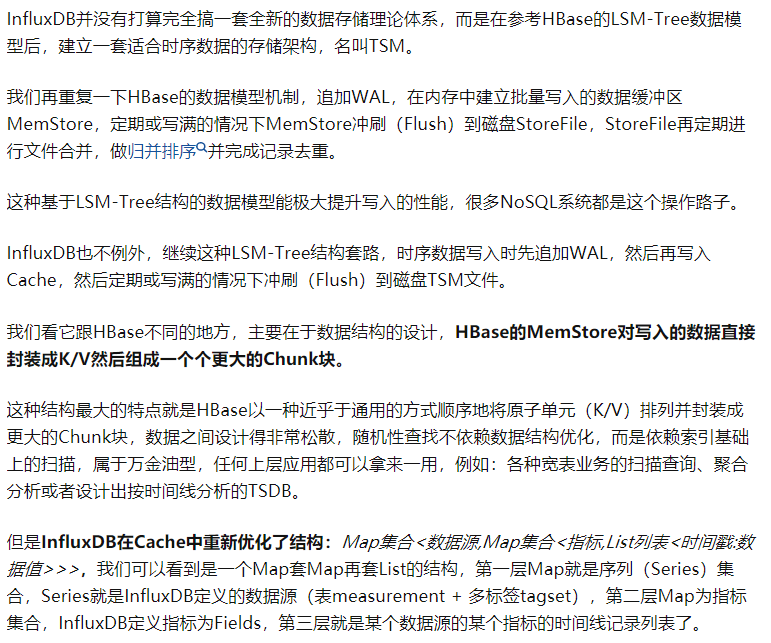 InfluxDB并没有打算完全搞一套全新的数据存储理论体系，而是在参考HBase的LSM-Tree数据模
型后，建立一套适合时序数据的存储架构，名叫TSM。
我们再重复一下HBase的数据模型机制，追加WAL，在内存中建立批量写入的数据缓冲区
MemStore，定期或写满的情况下MemStore冲刷（Flush）到磁盘StoreFile，StoreFile再定期进
行文件合并，做归并排序并完成记录去重。
这种基于LSM-Tree结构的数据模型能极大提升写入的性能，很多NoSQL系统都是这个操作路子。
InfluxDB也不例外，继续这种LSM-Tree结构套路，时序数据写入时先追加WAL，然后再写入
Cache，然后定期或写满的情况下冲刷（Flush）到磁盘TSM文件。
我们看它跟HBase不同的地方，主要在于数据结构的设计，HBase的MemStore对写入的数据直接
封装成K/V然后组成一个个更大的Chunk块。
这种结构最大的特点就是HBase以一种近乎于通用的方式顺序地将原子单元（K/V）排列并封装成
更大的Chunk块，数据之间设计得非常松散，随机性查找不依赖数据结构优化，而是依赖索引基础
上的扫描，属于万金油型，任何上层应用都可以拿来一用，例如：各种宽表业务的扫描查询、聚合
分析或者设计出按时间线分析的TSDB。
但是InfluxDB在Cache中重新优化了结构：Map集合<数据源,Map集合<指标,List列表<时间戳:数
据值>>>，我们可以看到是一个Map套Map再套List的结构，第一层Map就是序列（Series）集
合，Series就是InfluxDB定义的数据源（表measurement + 多标签tagset），第二层Map为指标
集合，InfluxDB定义指标为Fields，第三层就是某个数据源的某个指标的时间线记录列表了。